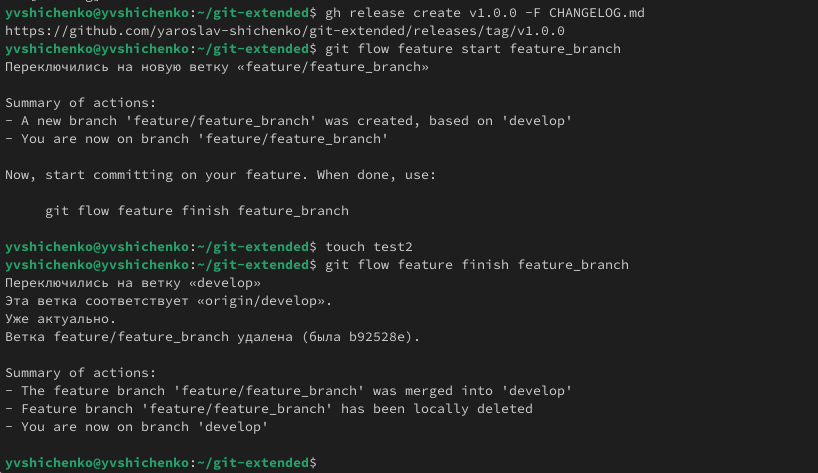 yvshichenko@yvshichenko:~/git-extended$ gh release create v1.0.0 -F CHANGELOG.md
https://github.com/yaroslav-shichenko/git-extended/releases/tag/v1.0.0
yvshichenko@yvshichenko:~/git-extended$ git flow feature start feature_branch
Переключились на новую ветку «feature/feature_branch»
Summary of actions:
- A new branch 'feature/feature_branch' was created, based on 'develop'
- You are now on branch 'feature/feature_branch'
Now, start committing on your feature. When done, use:
git flow feature finish feature_branch
yvshichenko@yvshichenko:~/git-extended$ touch test2
yvshichenko@yvshichenko:~/git-extended$ git flow feature finish feature_branch
Переключились на ветку «develop»
Эта ветка соответствует «origin/develop».
Уже актуально.
Ветка feature/feature_branch удалена (была b92528e).
Summary of actions:
- The feature branch 'feature/feature_branch' was merged into 'develop'
- Feature branch 'feature/feature_branch' has been locally deleted
- You are now on branch 'develop'
yvshichenko@yvshichenko:~/git-extended$